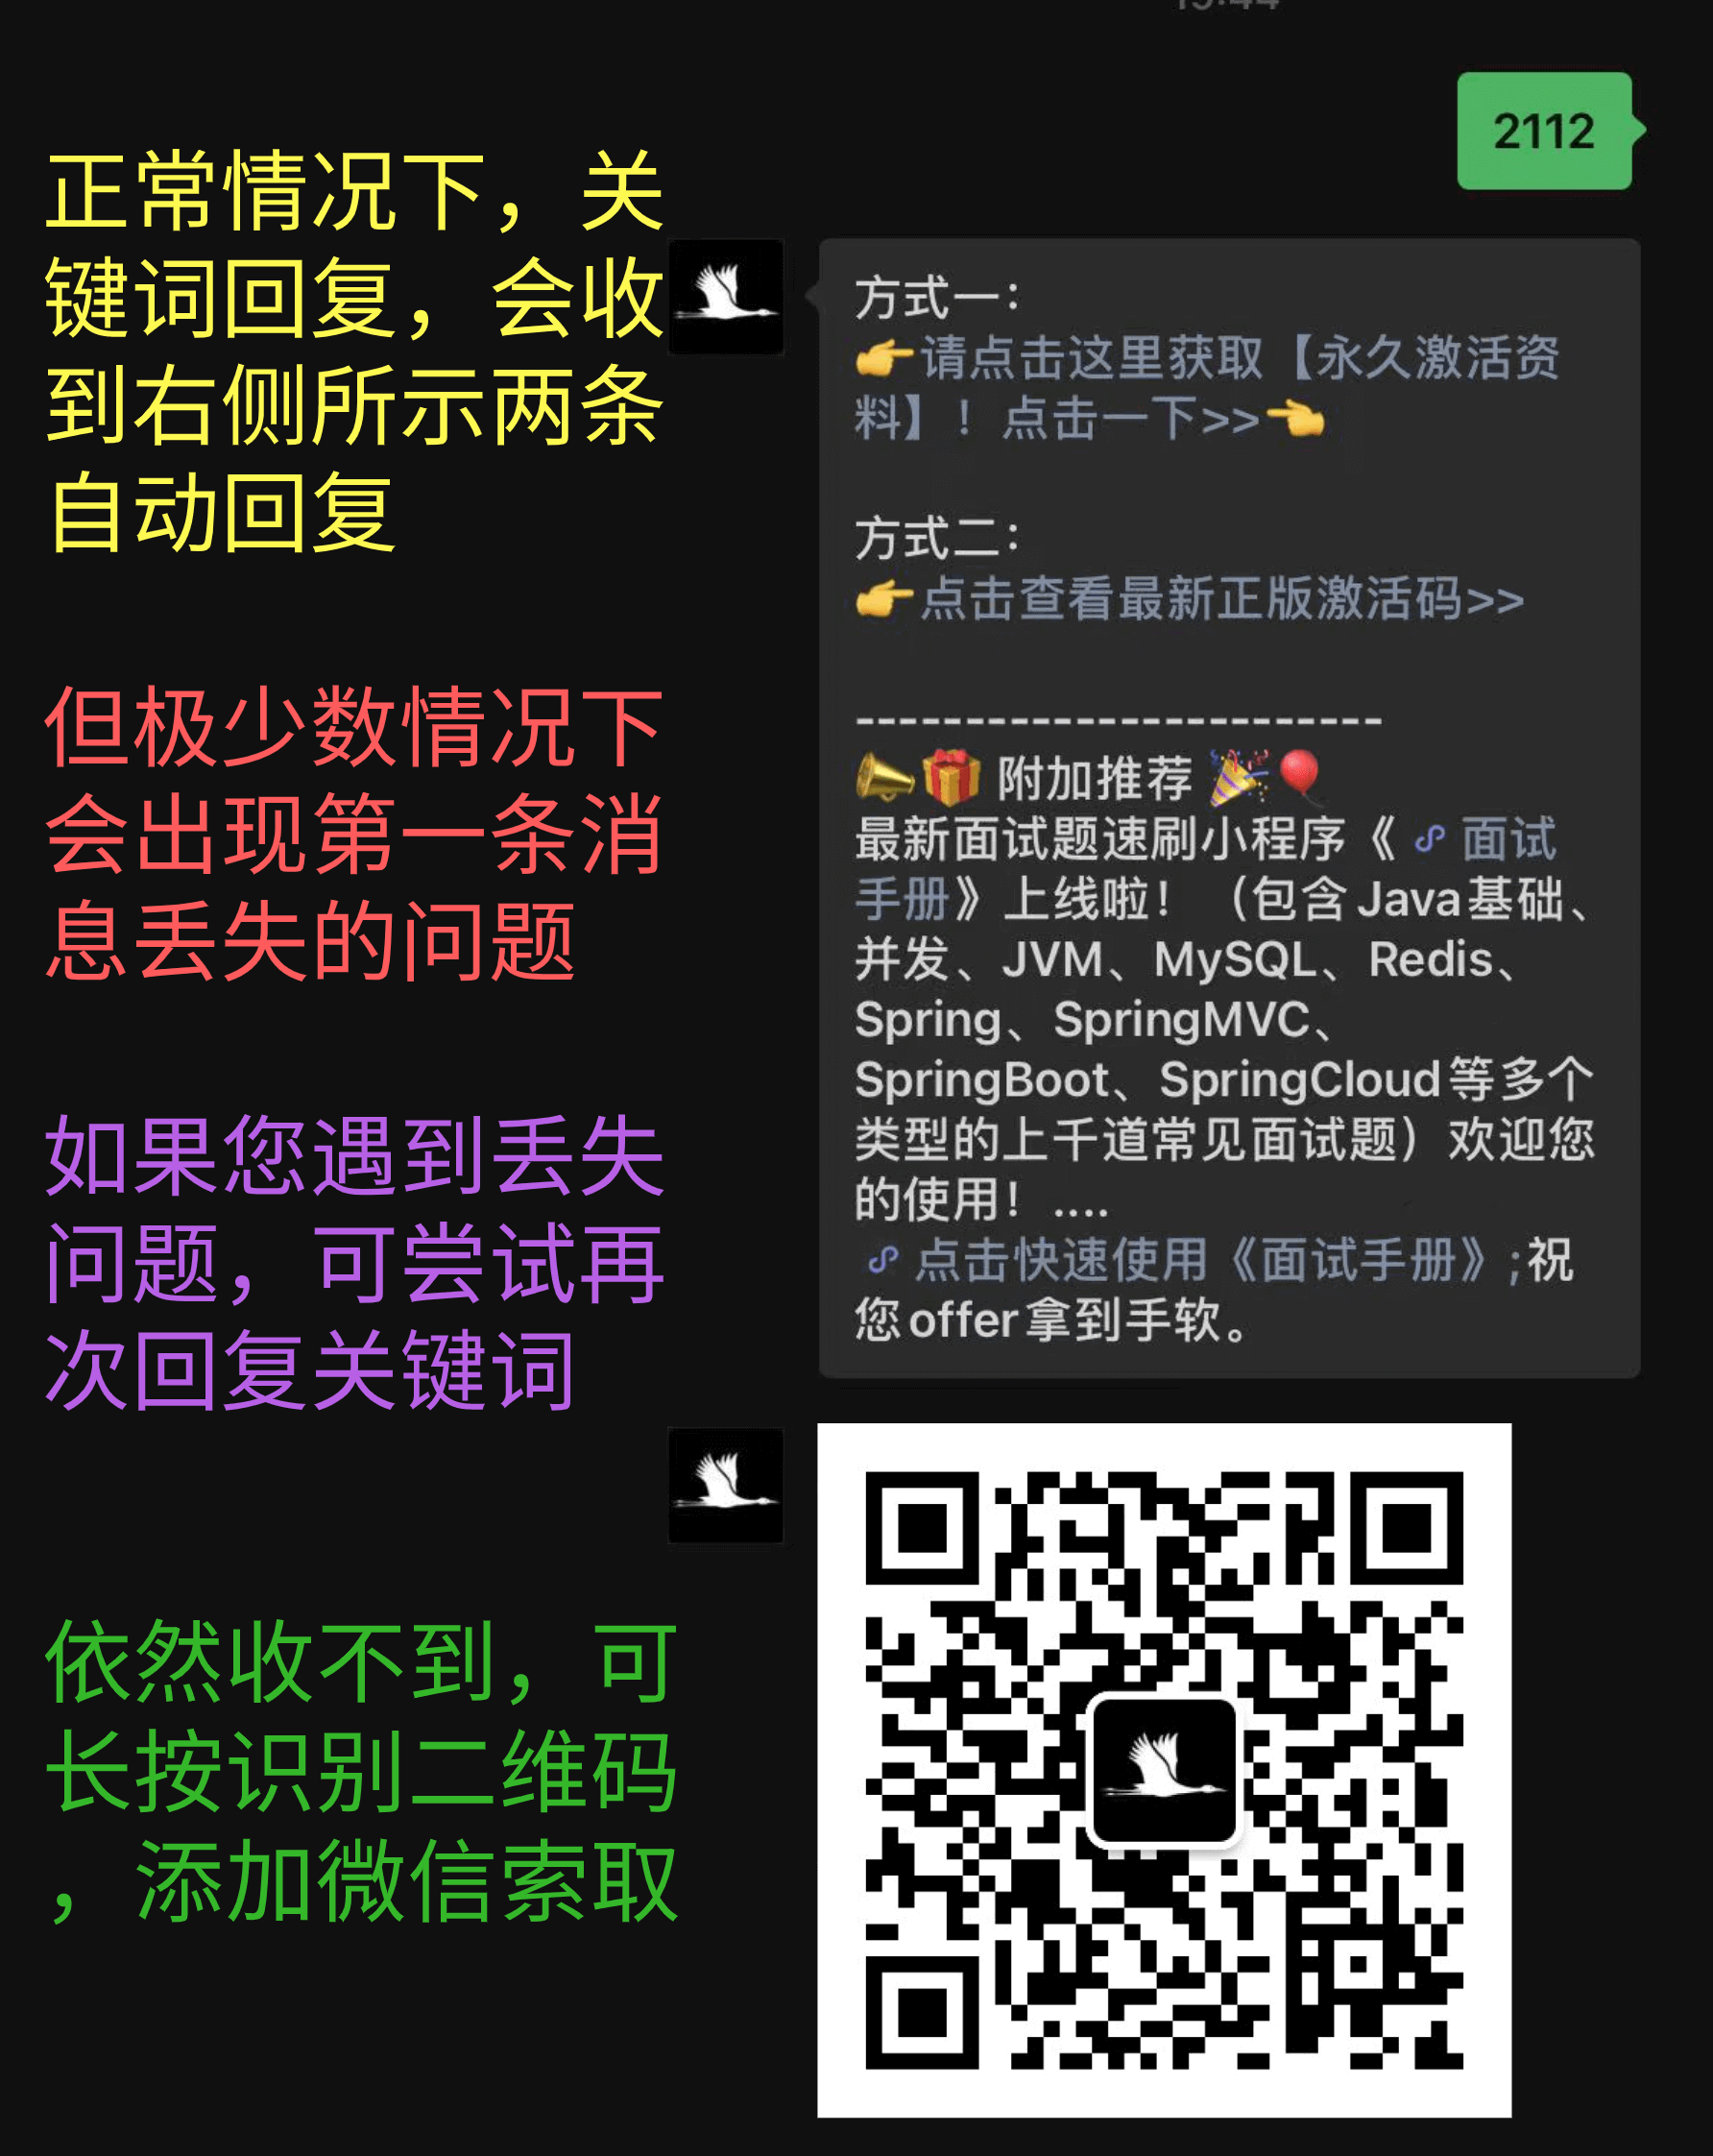 2112
正常情况下，关
键词回复，会收
到右侧所示两条
自动回复
但极少数情况下
会出现第一条消
息丢失的问题
如果您遇到丢失
问题，可尝试再
次回复关键词
依然收不到，可
长按识别二维码
，添加微信索取
方式一：
👉请点击这里获取【永久激活资
料】！点击一下>>👈
方式二：
👉点击查看最新正版激活码>>
------------------------
📣🎁 附加推荐 🎉🎈
最新面试题速刷小程序《 面试
手册》上线啦！（包含Java基础、
并发、JVM、MySQL、Redis、
Spring、SpringMVC、
SpringBoot、SpringCloud等多个
类型的上千道常见面试题）欢迎您
的使用！....
点击快速使用《面试手册》;祝
您offer拿到手软。